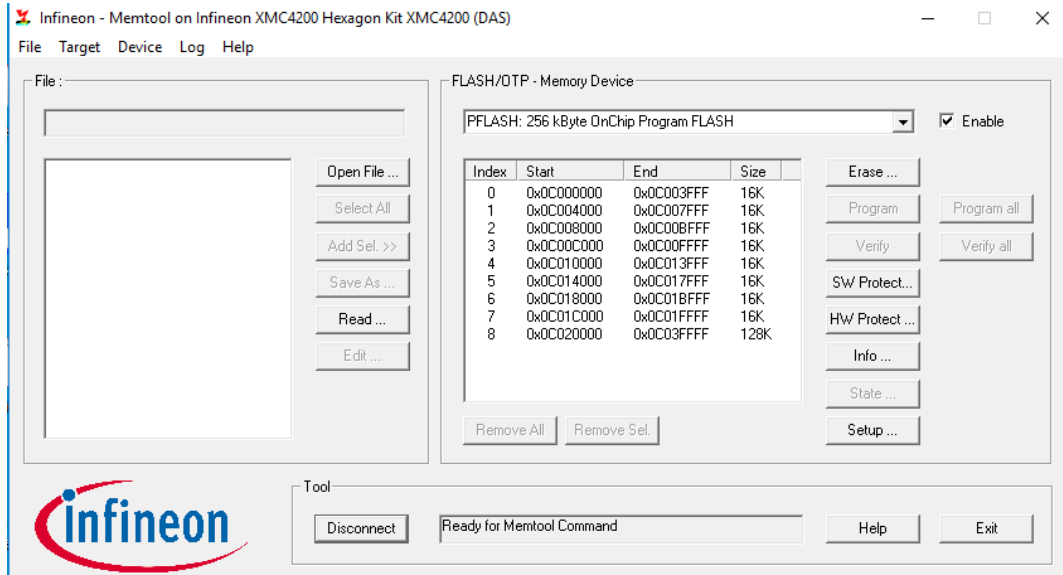 Infineon - Memtool on Infineon XMC4200 Hexagon Kit XMC4200 (DAS)
File Target Device Log Help
File :
Open File ...
Select All
Add Sel. >>
Save As ...
Read ...
Edit ...
FLASH/OTP - Memory Device
PFLASH: 256 kByte OnChip Program FLASH
Enable
Index Start End Size
0 0x0C000000 0x0C003FFF 16K
1 0x0C004000 0x0C007FFF 16K
2 0x0C008000 0x0C00BFFF 16K
3 0x0C00C000 0x0C00FFFF 16K
4 0x0C010000 0x0C013FFF 16K
5 0x0C014000 0x0C017FFF 16K
6 0x0C018000 0x0C01BFFF 16K
7 0x0C01C000 0x0C01FFFF 16K
8 0x0C020000 0x0C03FFFF 128K
Erase ...
Program Program all
Verify Verify all
SW Protect...
HW Protect ...
Info ...
State ...
Setup ...
Remove All Remove Sel.
infineon
Tool
Disconnect Ready for Memtool Command Help Exit